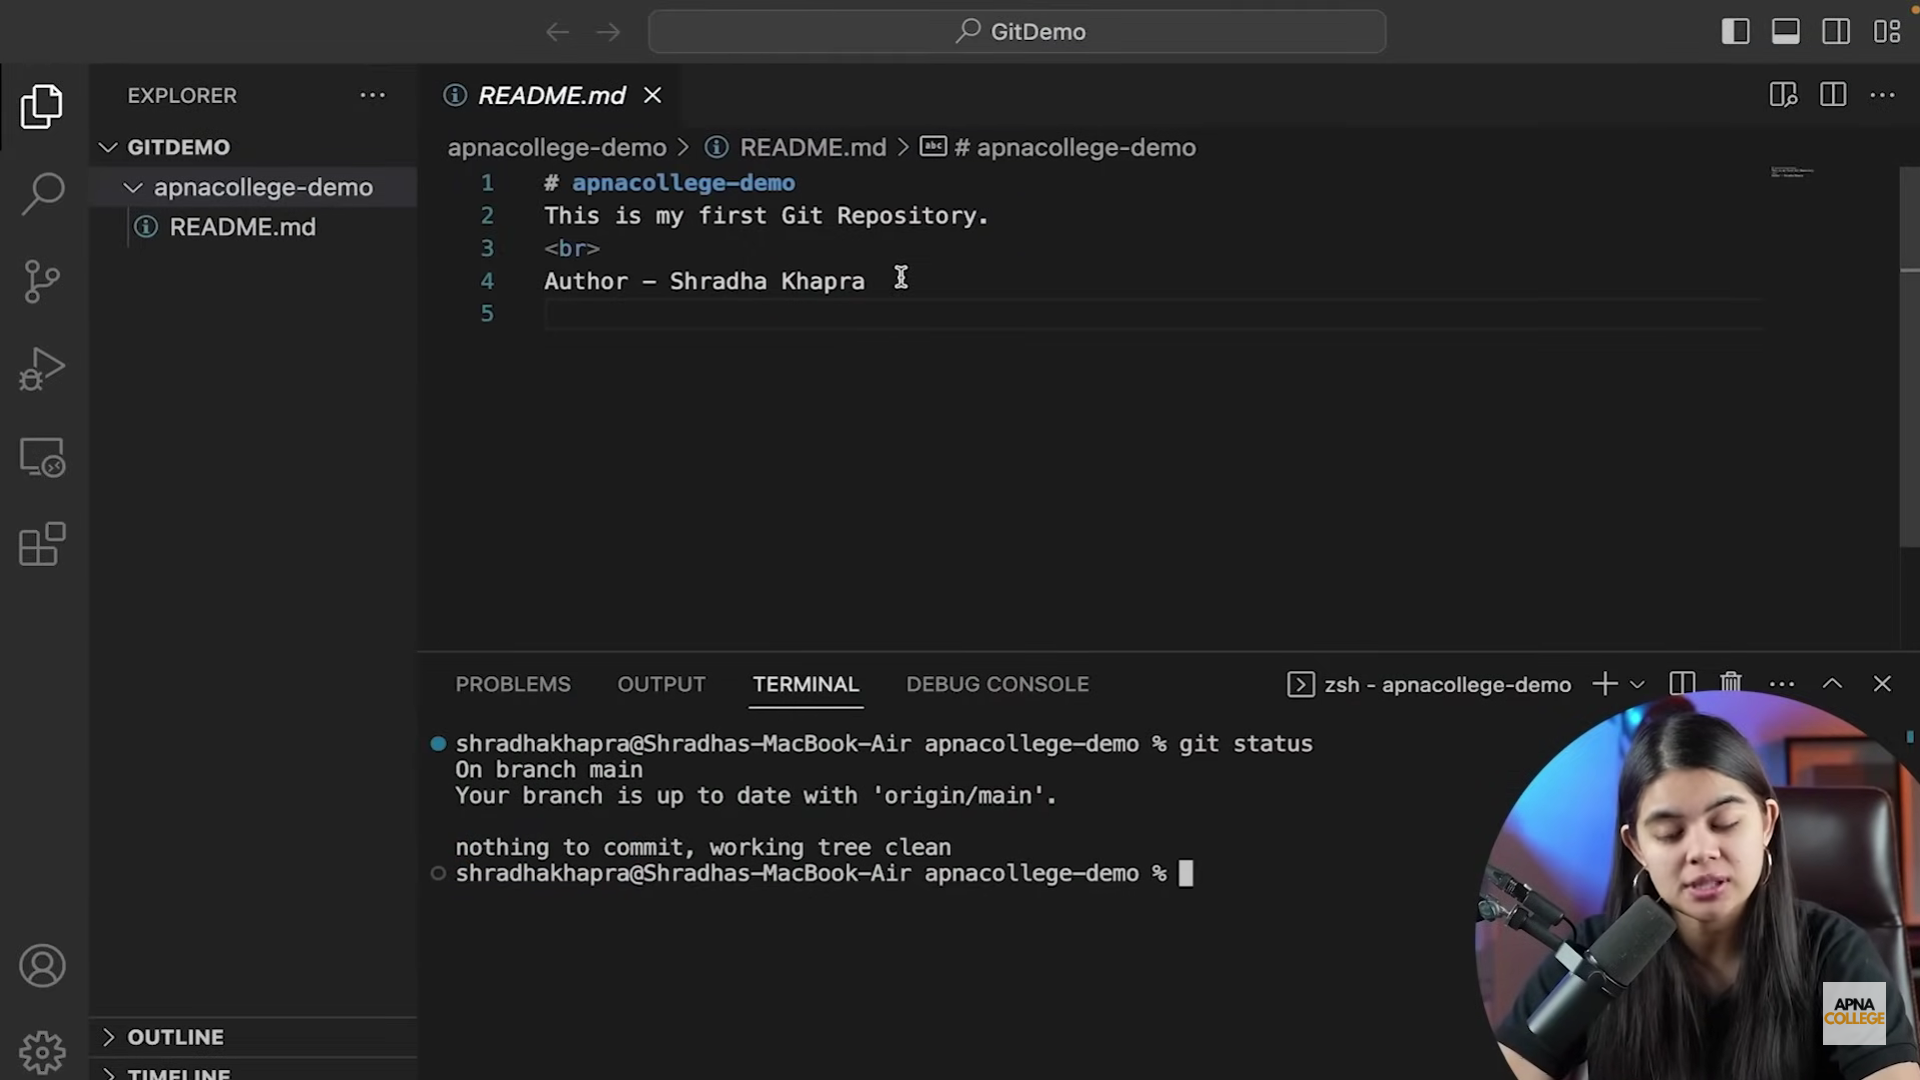 GitDemo
EXPLORER
GITDEMO
apnacollege-demo
README.md
README.md
apnacollege-demo > README.md > # apnacollege-demo
1 # apnacollege-demo
2 This is my first Git Repository.
3 <br>
4 Author – Shradha Khapra
5
PROBLEMS OUTPUT TERMINAL DEBUG CONSOLE zsh - apnacollege-demo
shradhakhapra@Shradhas-MacBook-Air apnacollege-demo % git status
On branch main
Your branch is up to date with 'origin/main'.
nothing to commit, working tree clean
shradhakhapra@Shradhas-MacBook-Air apnacollege-demo %
OUTLINE
TIMELINE
APNA
COLLEGE